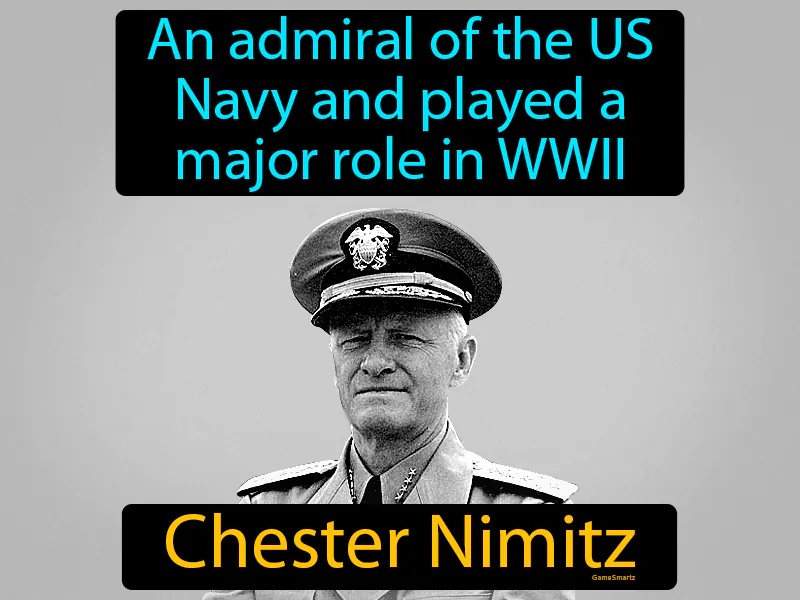 An admiral of the US
Navy and played a
major role in WWII
Chester Nimitz
GameSmartz